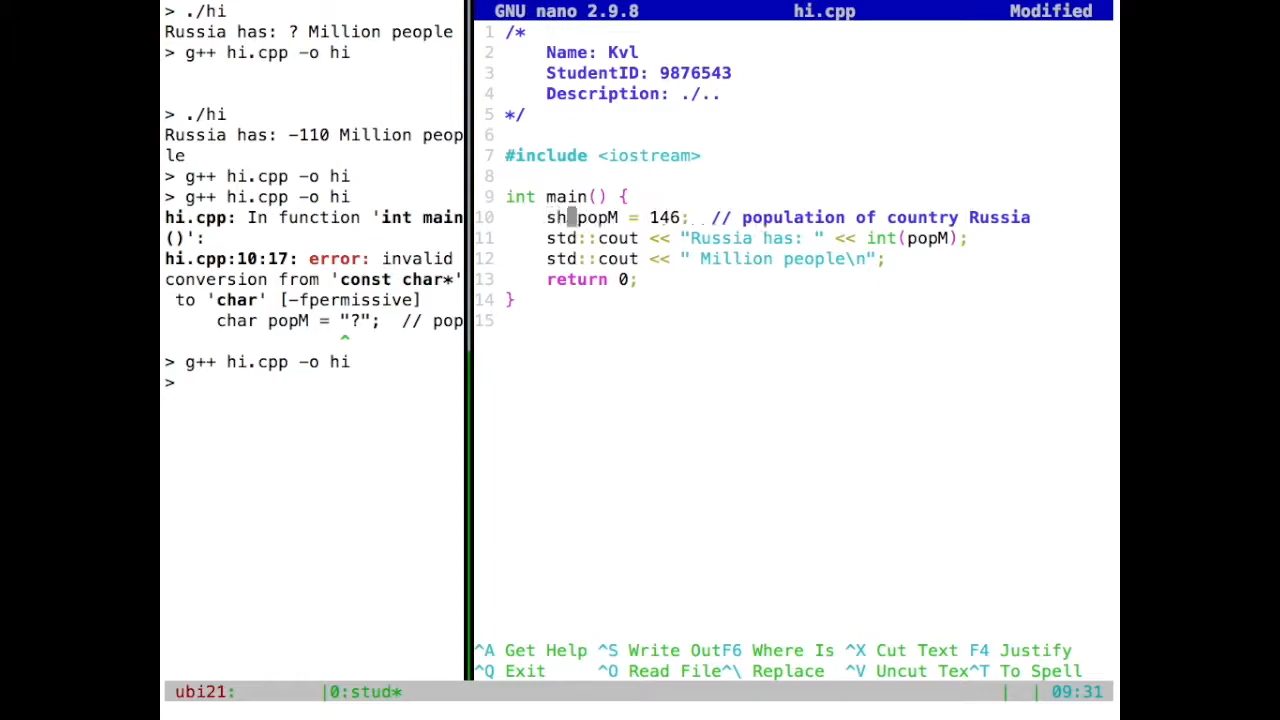 > ./hi
Russia has: ? Million people
> g++ hi.cpp -o hi
> ./hi
Russia has: -110 Million peop
le
> g++ hi.cpp -o hi
> g++ hi.cpp -o hi
hi.cpp: In function 'int main
()':
hi.cpp:10:17: error: invalid
conversion from 'const char*'
to 'char' [-fpermissive]
char popM = "?";  // pop
^
> g++ hi.cpp -o hi
>
GNU nano 2.9.8 hi.cpp Modified
1 /*
2 Name: Kvl
3 StudentID: 9876543
4 Description: ./..
5 */
6
7 #include <iostream>
8
9 int main() {
10 sh popM = 146;  // population of country Russia
11 std::cout << "Russia has: " << int(popM);
12 std::cout << " Million people\n";
13 return 0;
14 }
15
^A Get Help ^S Write OutF6 Where Is ^X Cut Text F4 Justify
^Q Exit ^O Read File^\ Replace ^V Uncut Tex^T To Spell
ubi21: |0:stud* | | 09:31